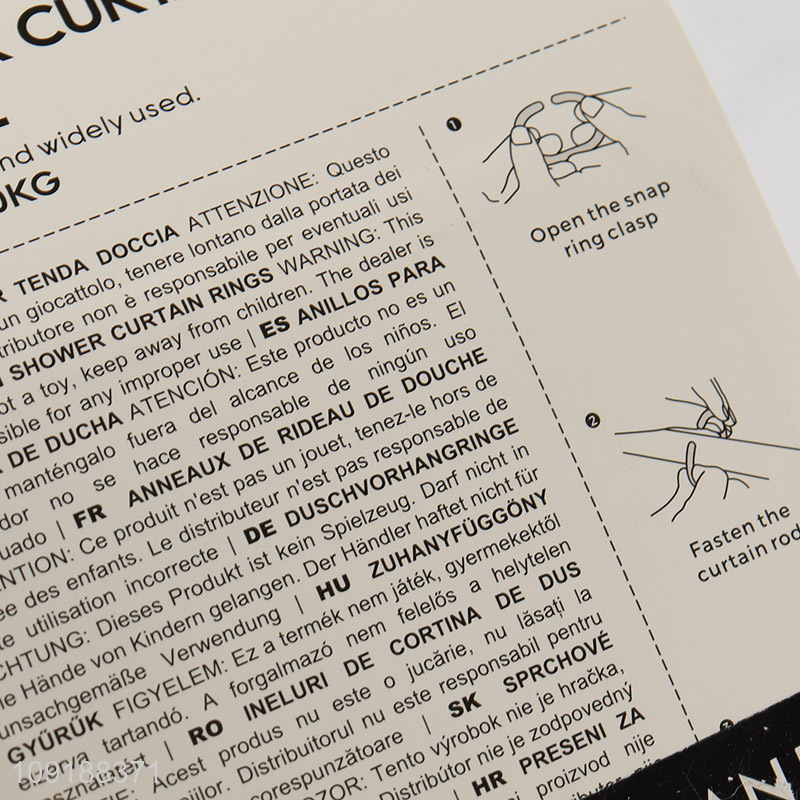 CURT
nd widely used.
0KG
R TENDA DOCCIA ATTENZIONE: Questo
un giocattolo, tenere lontano dalla portata dei
tributore non è responsabile per eventuali usi
SHOWER CURTAIN RINGS WARNING: This
ot a toy, keep away from children. The dealer is
sible for any improper use | ES ANILLOS PARA
DE DUCHA ATENCIÓN: Este producto no es un
manténgalo fuera del alcance de los niños. El
dor no se hace responsable de ningún uso
uado | FR ANNEAUX DE RIDEAU DE DOUCHE
ENTION: Ce produit n'est pas un jouet, tenez-le hors de
ée des enfants. Le distributeur n'est pas responsable de
te utilisation incorrecte | DE DUSCHVORHANGRINGE
CHTUNG: Dieses Produkt ist kein Spielzeug. Darf nicht in
ie Hände von Kindern gelangen. Der Händler haftet nicht für
unsachgemäße Verwendung | HU ZUHANYFÜGGÖNY
GYŰRŰK FIGYELEM: Ez a termék nem játék, gyermekektől
tartandó. A forgalmazó nem felelős a helytelen
RO INELURI DE CORTINA DE DUS
Acest produs nu este o jucărie, nu lăsați la
iilor. Distribuitorul nu este responsabil pentru
corespunzătoare | SK SPRCHOVÉ
OZOR: Tento výrobok nie je hračka,
Distribútor nie je zodpovedný
HR PRESENI ZA
proizvod nije
1
Open the snap
ring clasp
2
Fasten the
curtain rod
109188371